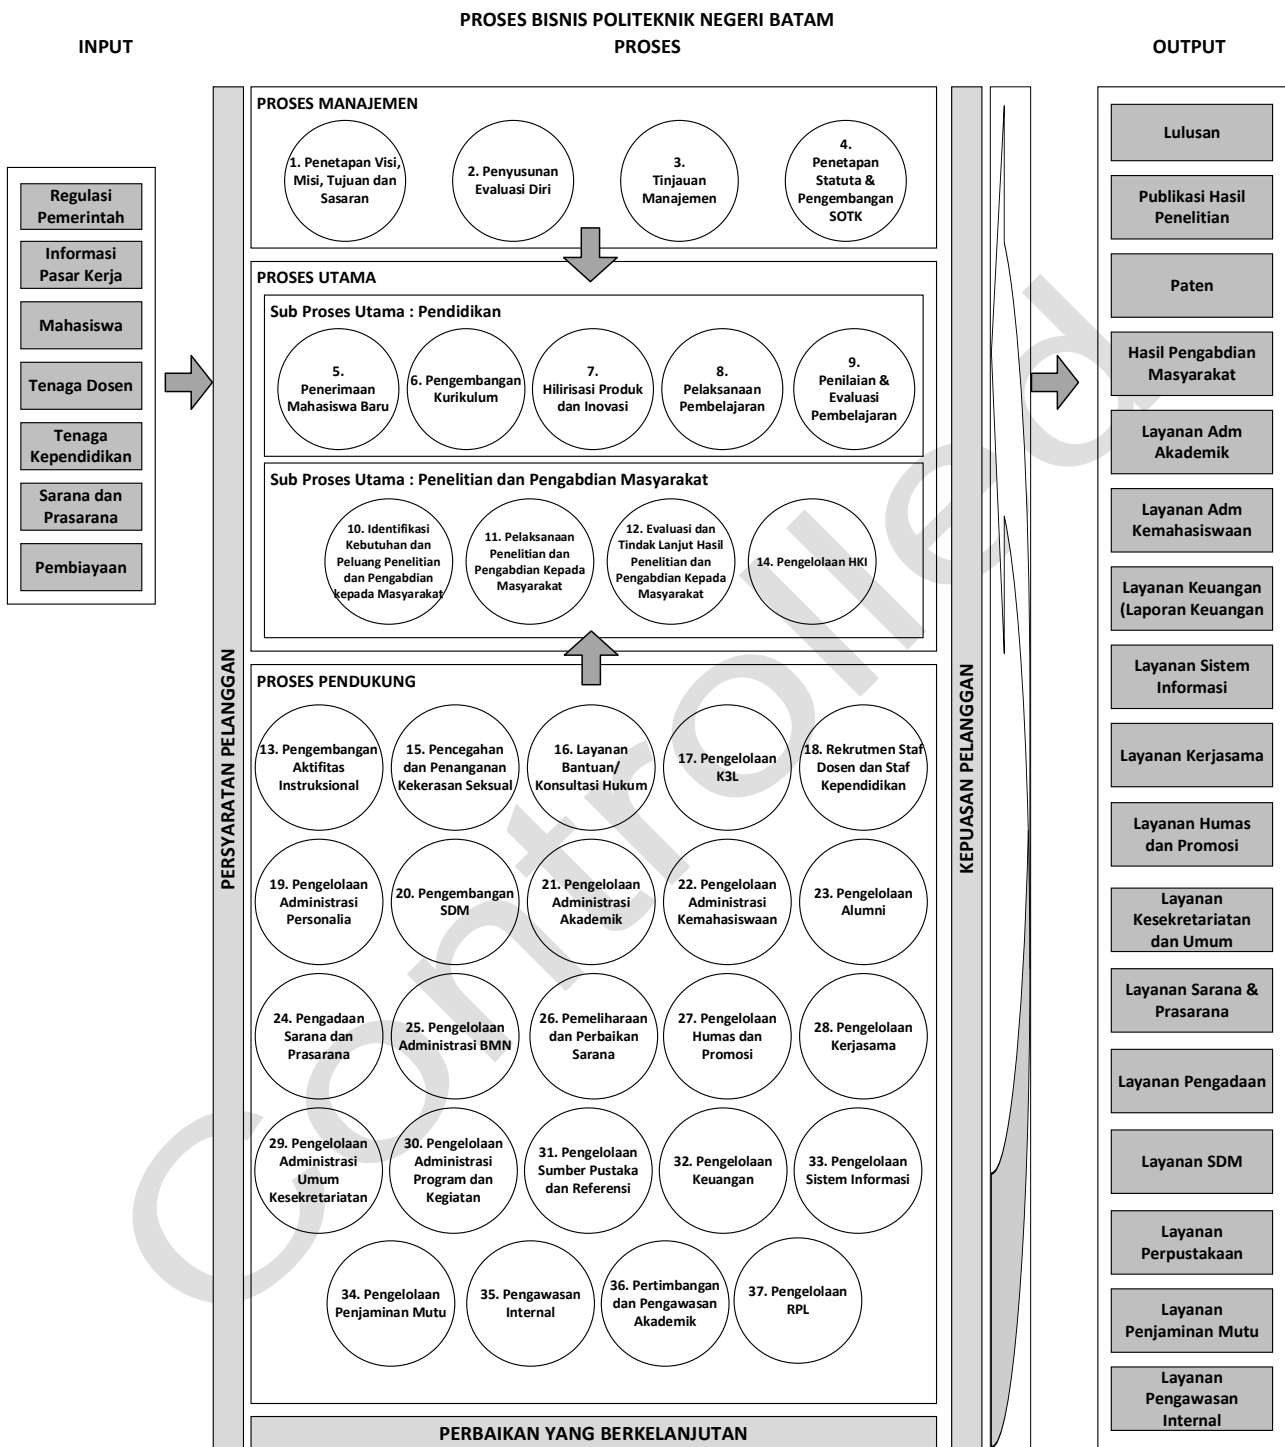 PROSES BISNIS POLITEKNIK NEGERI BATAM
INPUT
PROSES
OUTPUT
Regulasi
Pemerintah
Informasi
Pasar Kerja
Mahasiswa
Tenaga Dosen
Tenaga
Kependidikan
Sarana dan
Prasarana
Pembiayaan
PERSYARATAN PELANGGAN
PROSES MANAJEMEN
1. Penetapan Visi,
Misi, Tujuan dan
Sasaran
2. Penyusunan
Evaluasi Diri
3.
Tinjauan
Manajemen
4.
Penetapan
Statuta &
Pengembangan
SOTK
PROSES UTAMA
Sub Proses Utama : Pendidikan
5.
Penerimaan
Mahasiswa Baru
6. Pengembangan
Kurikulum
7.
Hilirisasi Produk
dan Inovasi
8.
Pelaksanaan
Pembelajaran
9.
Penilaian &
Evaluasi
Pembelajaran
Sub Proses Utama : Penelitian dan Pengabdian Masyarakat
10. Identifikasi
Kebutuhan dan
Peluang Penelitian
dan Pengabdian
kepada Masyarakat
11. Pelaksanaan
Penelitian dan
Pengabdian Kepada
Masyarakat
12. Evaluasi dan
Tindak Lanjut Hasil
Penelitian dan
Pengabdian Kepada
Masyarakat
14. Pengelolaan HKI
PROSES PENDUKUNG
13. Pengembangan
Aktifitas
Instruksional
15. Pencegahan
dan Penanganan
Kekerasan Seksual
16. Layanan
Bantuan/
Konsultasi Hukum
17. Pengelolaan
K3L
18. Rekrutmen Staf
Dosen dan Staf
Kependidikan
19. Pengelolaan
Administrasi
Personalia
20. Pengembangan
SDM
21. Pengelolaan
Administrasi
Akademik
22. Pengelolaan
Administrasi
Kemahasiswaan
23. Pengelolaan
Alumni
24. Pengadaan
Sarana dan
Prasarana
25. Pengelolaan
Administrasi BMN
26. Pemeliharaan
dan Perbaikan
Sarana
27. Pengelolaan
Humas dan
Promosi
28. Pengelolaan
Kerjasama
29. Pengelolaan
Administrasi
Umum
Kesekretariatan
30. Pengelolaan
Administrasi
Program dan
Kegiatan
31. Pengelolaan
Sumber Pustaka
dan Referensi
32. Pengelolaan
Keuangan
33. Pengelolaan
Sistem Informasi
34. Pengelolaan
Penjaminan Mutu
35. Pengawasan
Internal
36. Pertimbangan
dan Pengawasan
Akademik
37. Pengelolaan
RPL
PERBAIKAN YANG BERKELANJUTAN
KEPUASAN PELANGGAN
Lulusan
Publikasi Hasil
Penelitian
Paten
Hasil Pengabdian
Masyarakat
Layanan Adm
Akademik
Layanan Adm
Kemahasiswaan
Layanan Keuangan
(Laporan Keuangan
Layanan Sistem
Informasi
Layanan Kerjasama
Layanan Humas
dan Promosi
Layanan
Kesekretariatan
dan Umum
Layanan Sarana &
Prasarana
Layanan Pengadaan
Layanan SDM
Layanan
Perpustakaan
Layanan
Penjaminan Mutu
Layanan
Pengawasan
Internal
Controlled